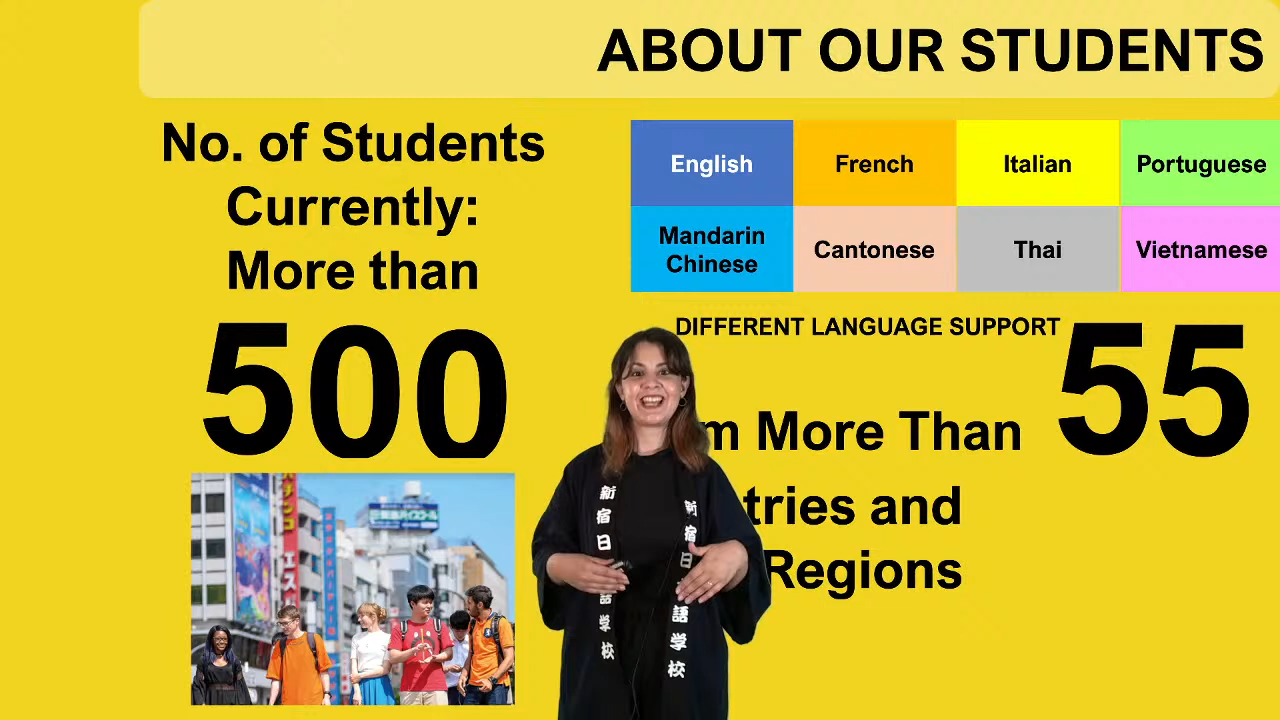 ABOUT OUR STUDENTS
No. of Students
Currently:
More than
500
English
French
Italian
Portuguese
Mandarin
Chinese
Cantonese
Thai
Vietnamese
DIFFERENT LANGUAGE SUPPORT
55
More Than
and
Regions
新宿日語学校
新宿日語学校